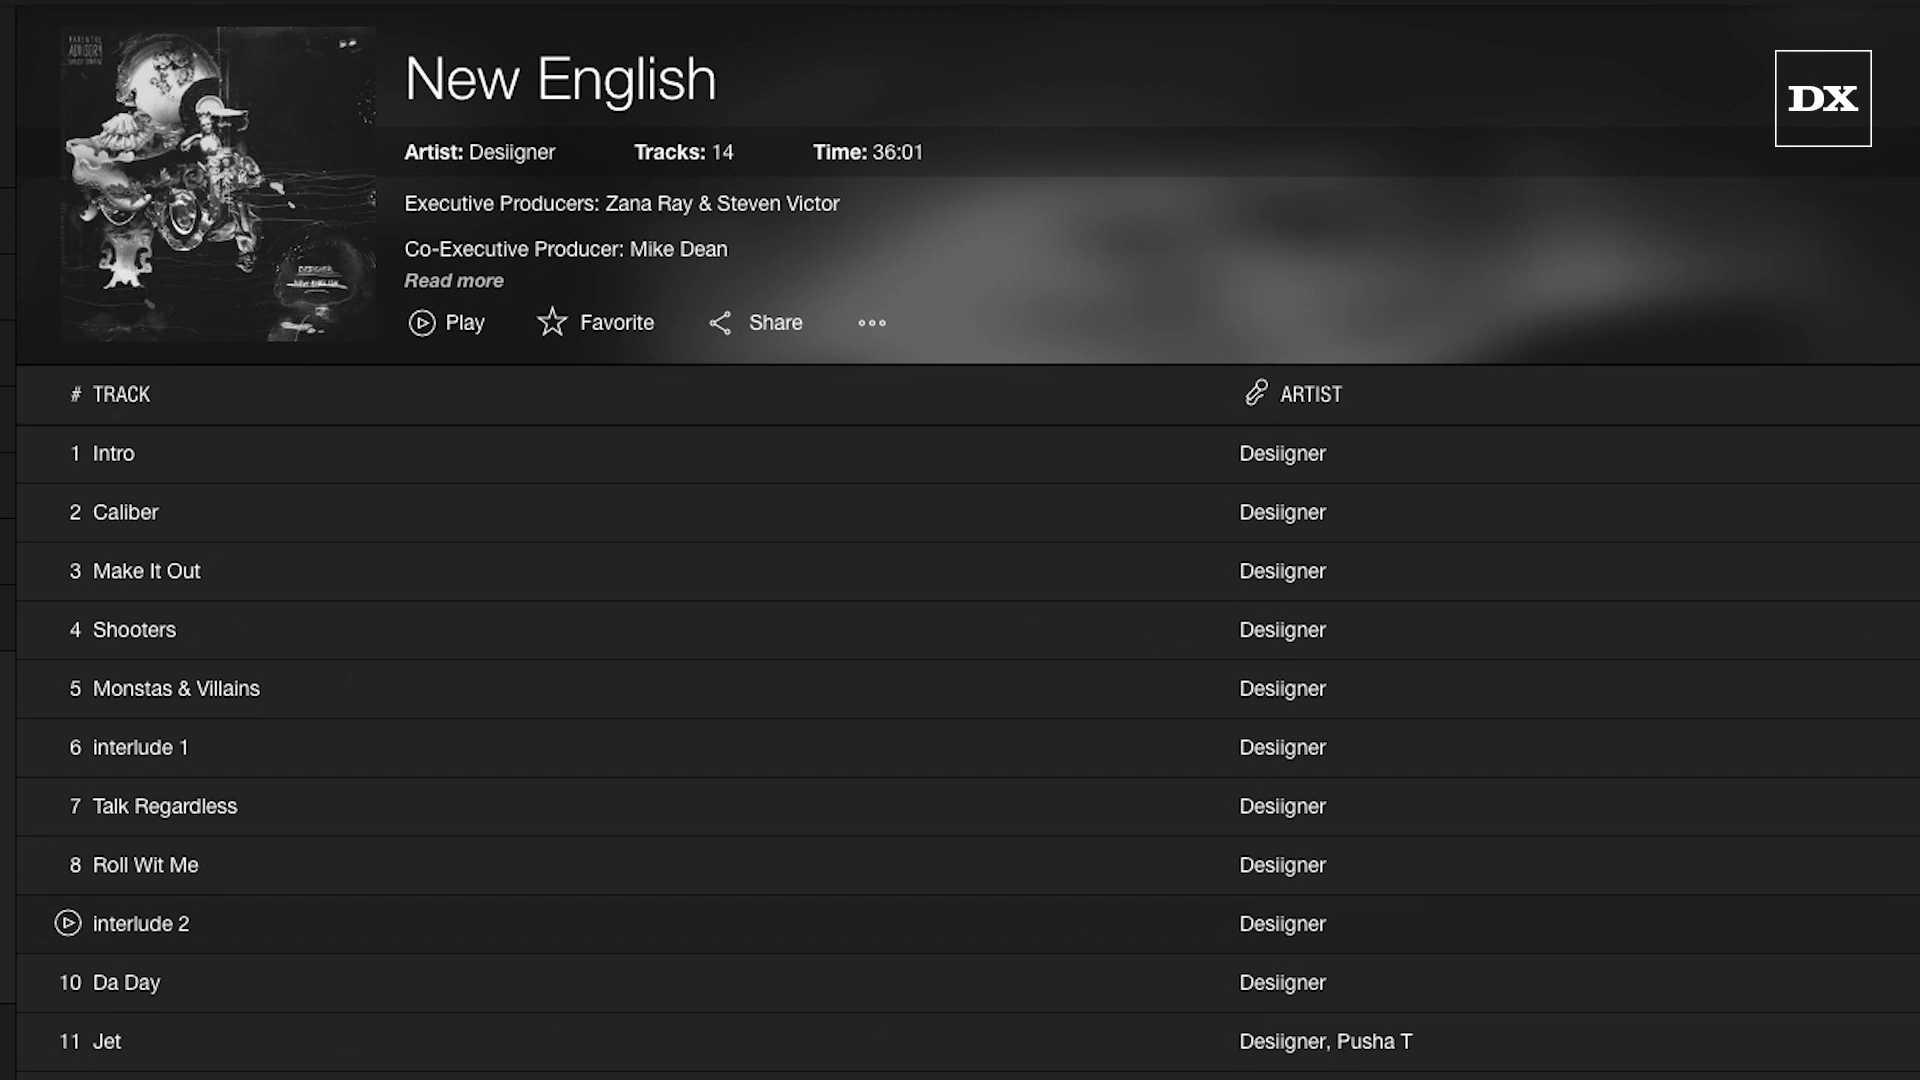 PARENTAL
ADVISORY
New English
DX
Artist: Desiigner Tracks: 14 Time: 36:01
Executive Producers: Zana Ray & Steven Victor
Co-Executive Producer: Mike Dean
Read more
Play Favorite Share
# TRACK ARTIST
1 Intro Desiigner
2 Caliber Desiigner
3 Make It Out Desiigner
4 Shooters Desiigner
5 Monstas & Villains Desiigner
6 interlude 1 Desiigner
7 Talk Regardless Desiigner
8 Roll Wit Me Desiigner
interlude 2 Desiigner
10 Da Day Desiigner
11 Jet Desiigner, Pusha T